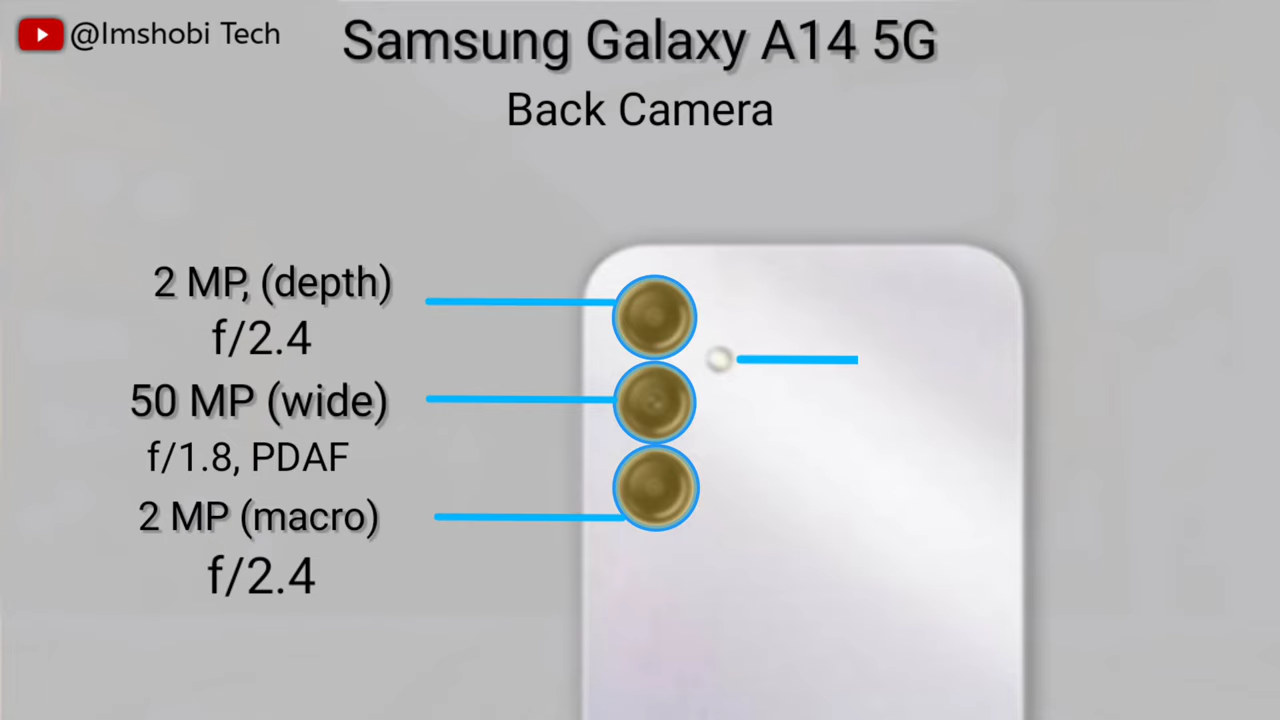 @Imshobi Tech
Samsung Galaxy A14 5G
Back Camera
2 MP, (depth)
f/2.4
50 MP (wide)
f/1.8, PDAF
2 MP (macro)
f/2.4